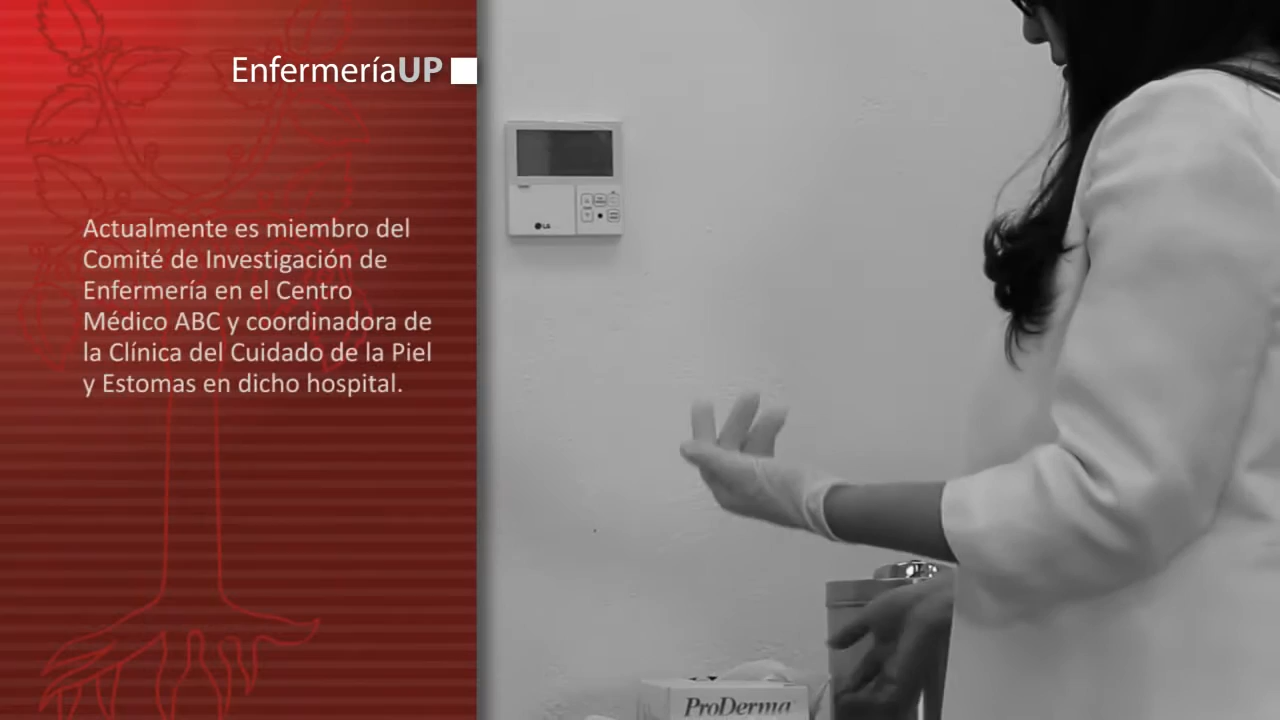 EnfermeríaUP
Actualmente es miembro del
Comité de Investigación de
Enfermería en el Centro
Médico ABC y coordinadora de
la Clínica del Cuidado de la Piel
y Estomas en dicho hospital.
LG
ProDerma